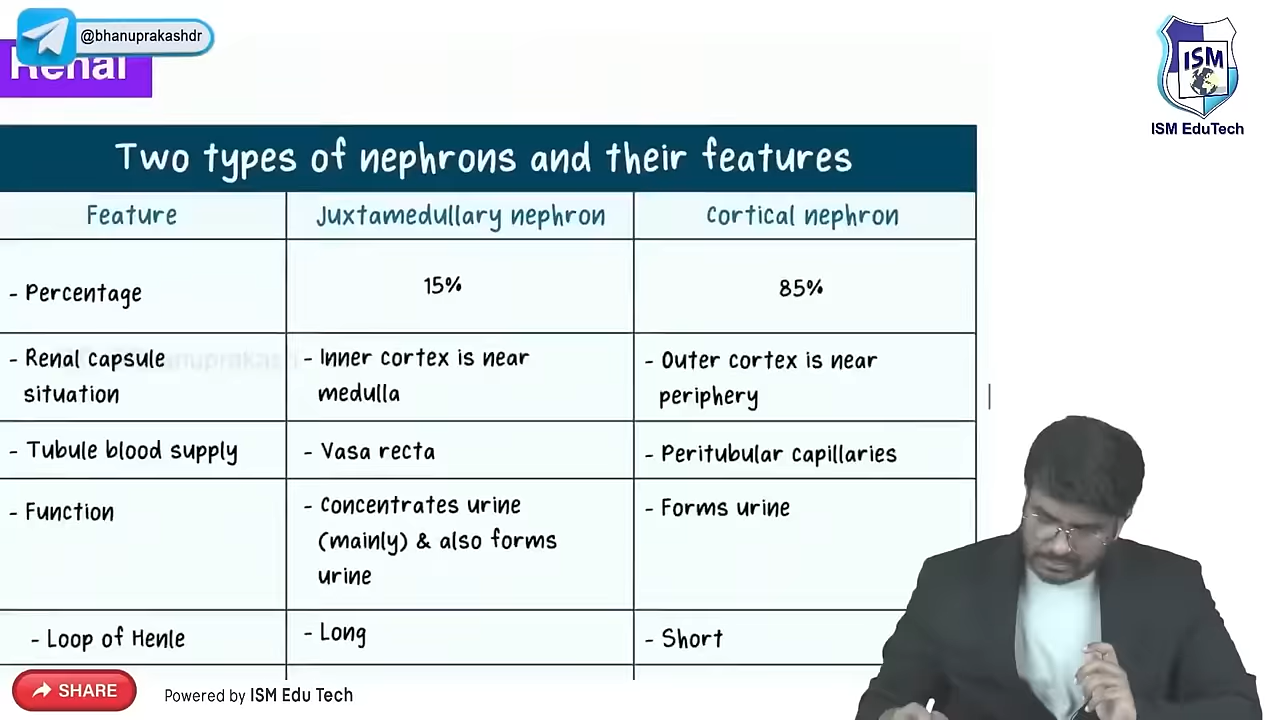 @bhanuprakashdr
Renal
ISM
ISM EduTech
Two types of nephrons and their features
Feature
Juxtamedullary nephron
Cortical nephron
- Percentage
15%
85%
- Renal capsule
situation
- Inner cortex is near
medulla
- Outer cortex is near
periphery
- Tubule blood supply
- Vasa recta
- Peritubular capillaries
- Function
- Concentrates urine
(mainly) & also forms
urine
- Forms urine
- Loop of Henle
- Long
- Short
SHARE
Powered by ISM Edu Tech